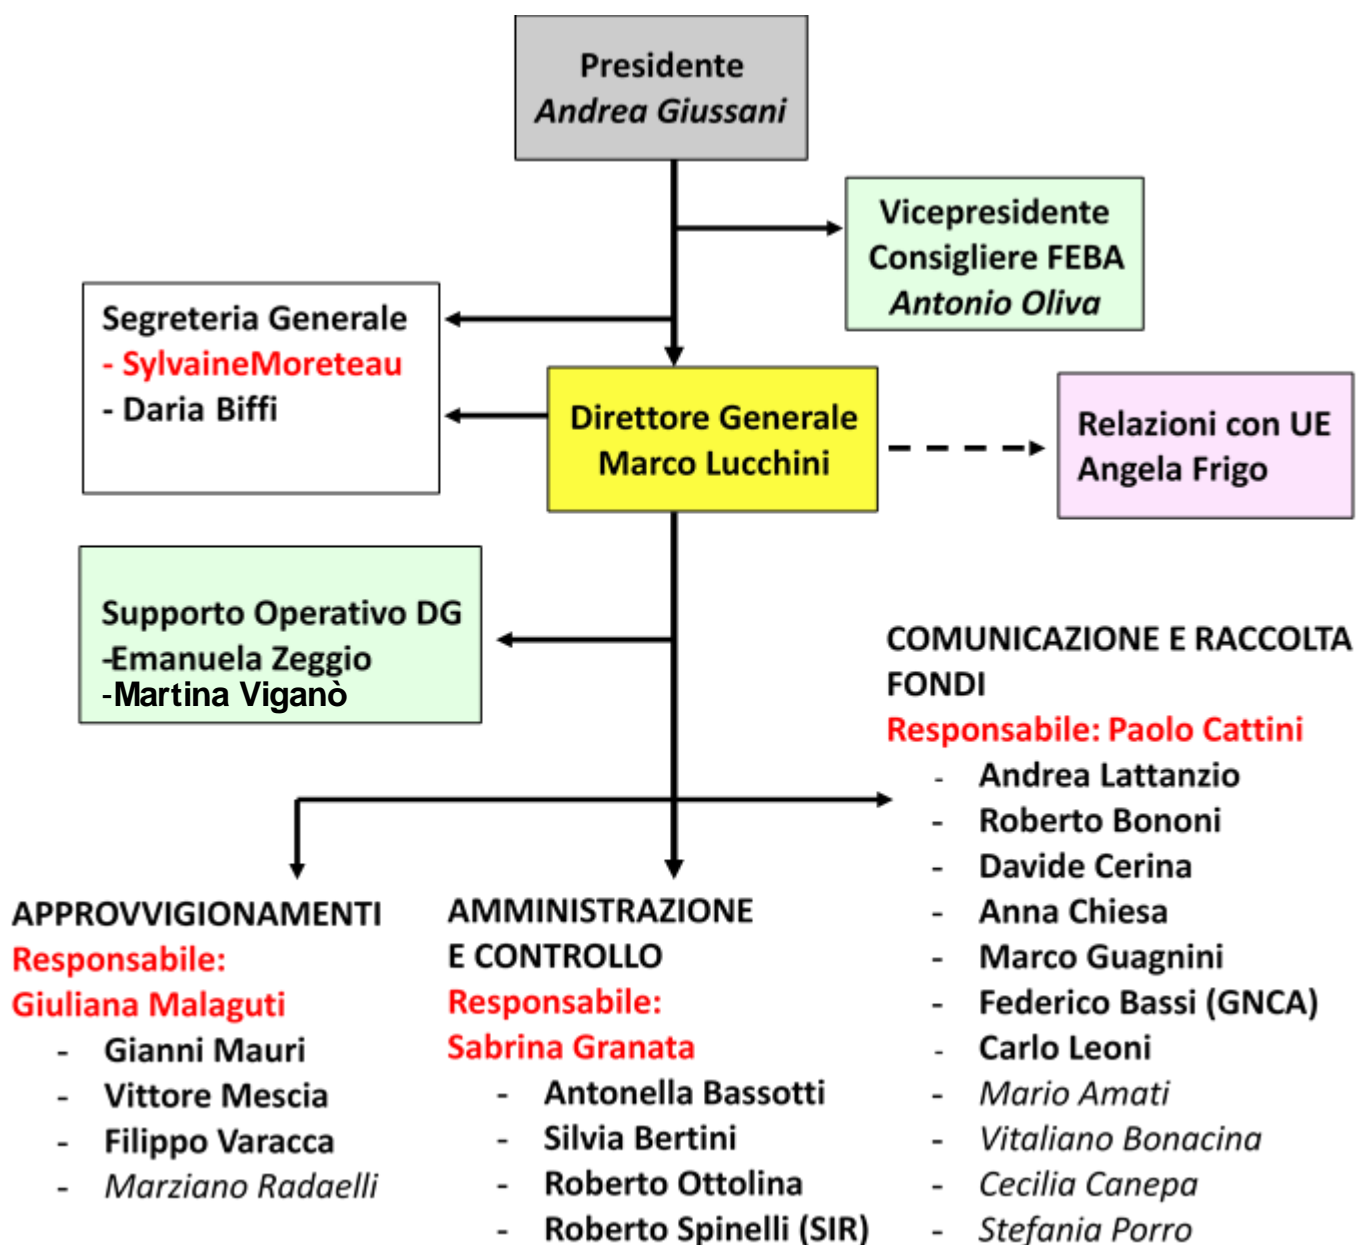 Presidente
Andrea Giussani
Vicepresidente
Consigliere FEBA
Antonio Oliva
Segreteria Generale
- SylvaineMoreteau
- Daria Biffi
Direttore Generale
Marco Lucchini
Relazioni con UE
Angela Frigo
Supporto Operativo DG
-Emanuela Zeggio
-Martina Viganò
COMUNICAZIONE E RACCOLTA
FONDI
Responsabile: Paolo Cattini
- Andrea Lattanzio
- Roberto Bononi
- Davide Cerina
- Anna Chiesa
- Marco Guagnini
- Federico Bassi (GNCA)
- Carlo Leoni
- Mario Amati
- Vitaliano Bonacina
- Cecilia Canepa
- Stefania Porro
APPROVVIGIONAMENTI
Responsabile:
Giuliana Malaguti
- Gianni Mauri
- Vittore Mescia
- Filippo Varacca
- Marziano Radaelli
AMMINISTRAZIONE
E CONTROLLO
Responsabile:
Sabrina Granata
- Antonella Bassotti
- Silvia Bertini
- Roberto Ottolina
- Roberto Spinelli (SIR)